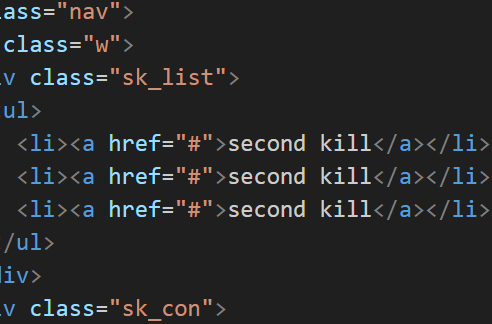 ass="nav">
class="w">
v class="sk_list">
ul>
<li><a href="#">second kill</a></li>
<li><a href="#">second kill</a></li>
<li><a href="#">second kill</a></li>
/ul>
iv>
v class="sk_con">